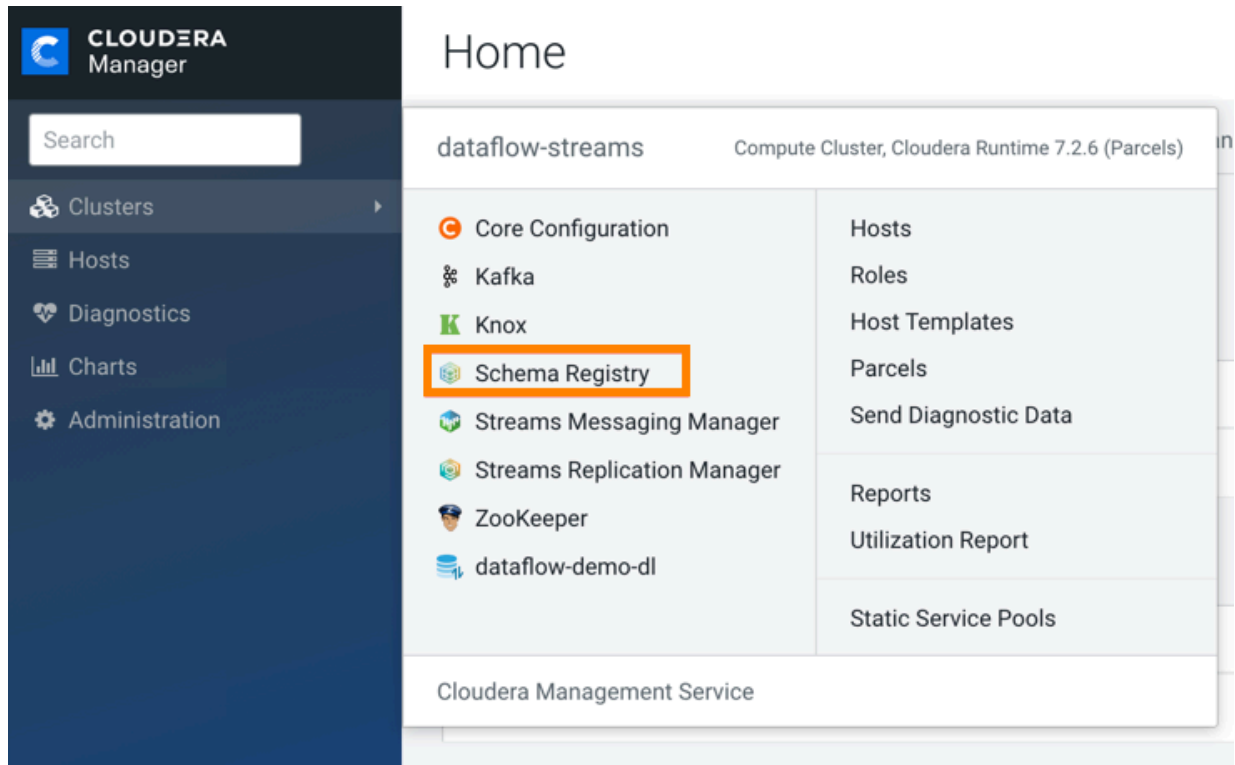 CLOUDERA
Manager
Home
Search
Clusters
Hosts
Diagnostics
Charts
Administration
dataflow-streams
Compute Cluster, Cloudera Runtime 7.2.6 (Parcels)
Core Configuration
Kafka
Knox
Schema Registry
Streams Messaging Manager
Streams Replication Manager
ZooKeeper
dataflow-demo-dl
Hosts
Roles
Host Templates
Parcels
Send Diagnostic Data
Reports
Utilization Report
Static Service Pools
Cloudera Management Service